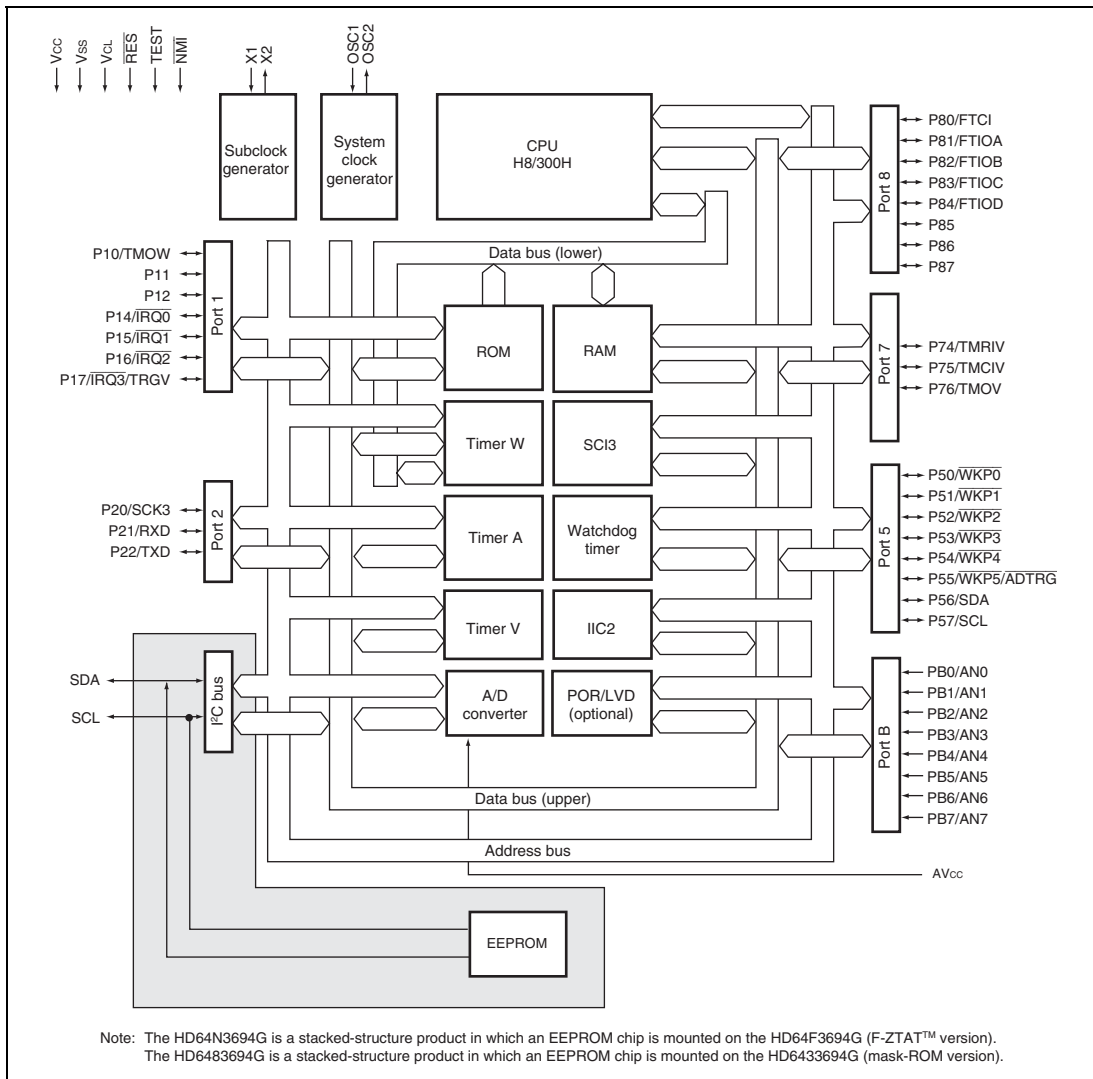 Vcc
Vss
VCL
RES
TEST
NMI
X1
X2
OSC1
OSC2
Subclock
generator
System
clock
generator
CPU
H8/300H
Port 8
P80/FTCI
P81/FTIOA
P82/FTIOB
P83/FTIOC
P84/FTIOD
P85
P86
P87
P10/TMOW
P11
P12
P14/IRQ0
P15/IRQ1
P16/IRQ2
P17/IRQ3/TRGV
Port 1
Data bus (lower)
ROM
RAM
Port 7
P74/TMRIV
P75/TMCIV
P76/TMOV
Timer W
SCI3
P20/SCK3
P21/RXD
P22/TXD
Port 2
Timer A
Watchdog
timer
Port 5
P50/WKP0
P51/WKP1
P52/WKP2
P53/WKP3
P54/WKP4
P55/WKP5/ADTRG
P56/SDA
P57/SCL
Timer V
IIC2
SDA
SCL
I²C bus
A/D
converter
POR/LVD
(optional)
Port B
PB0/AN0
PB1/AN1
PB2/AN2
PB3/AN3
PB4/AN4
PB5/AN5
PB6/AN6
PB7/AN7
Data bus (upper)
Address bus
AVcc
EEPROM
Note: The HD64N3694G is a stacked-structure product in which an EEPROM chip is mounted on the HD64F3694G (F-ZTAT™ version).
The HD6483694G is a stacked-structure product in which an EEPROM chip is mounted on the HD6433694G (mask-ROM version).